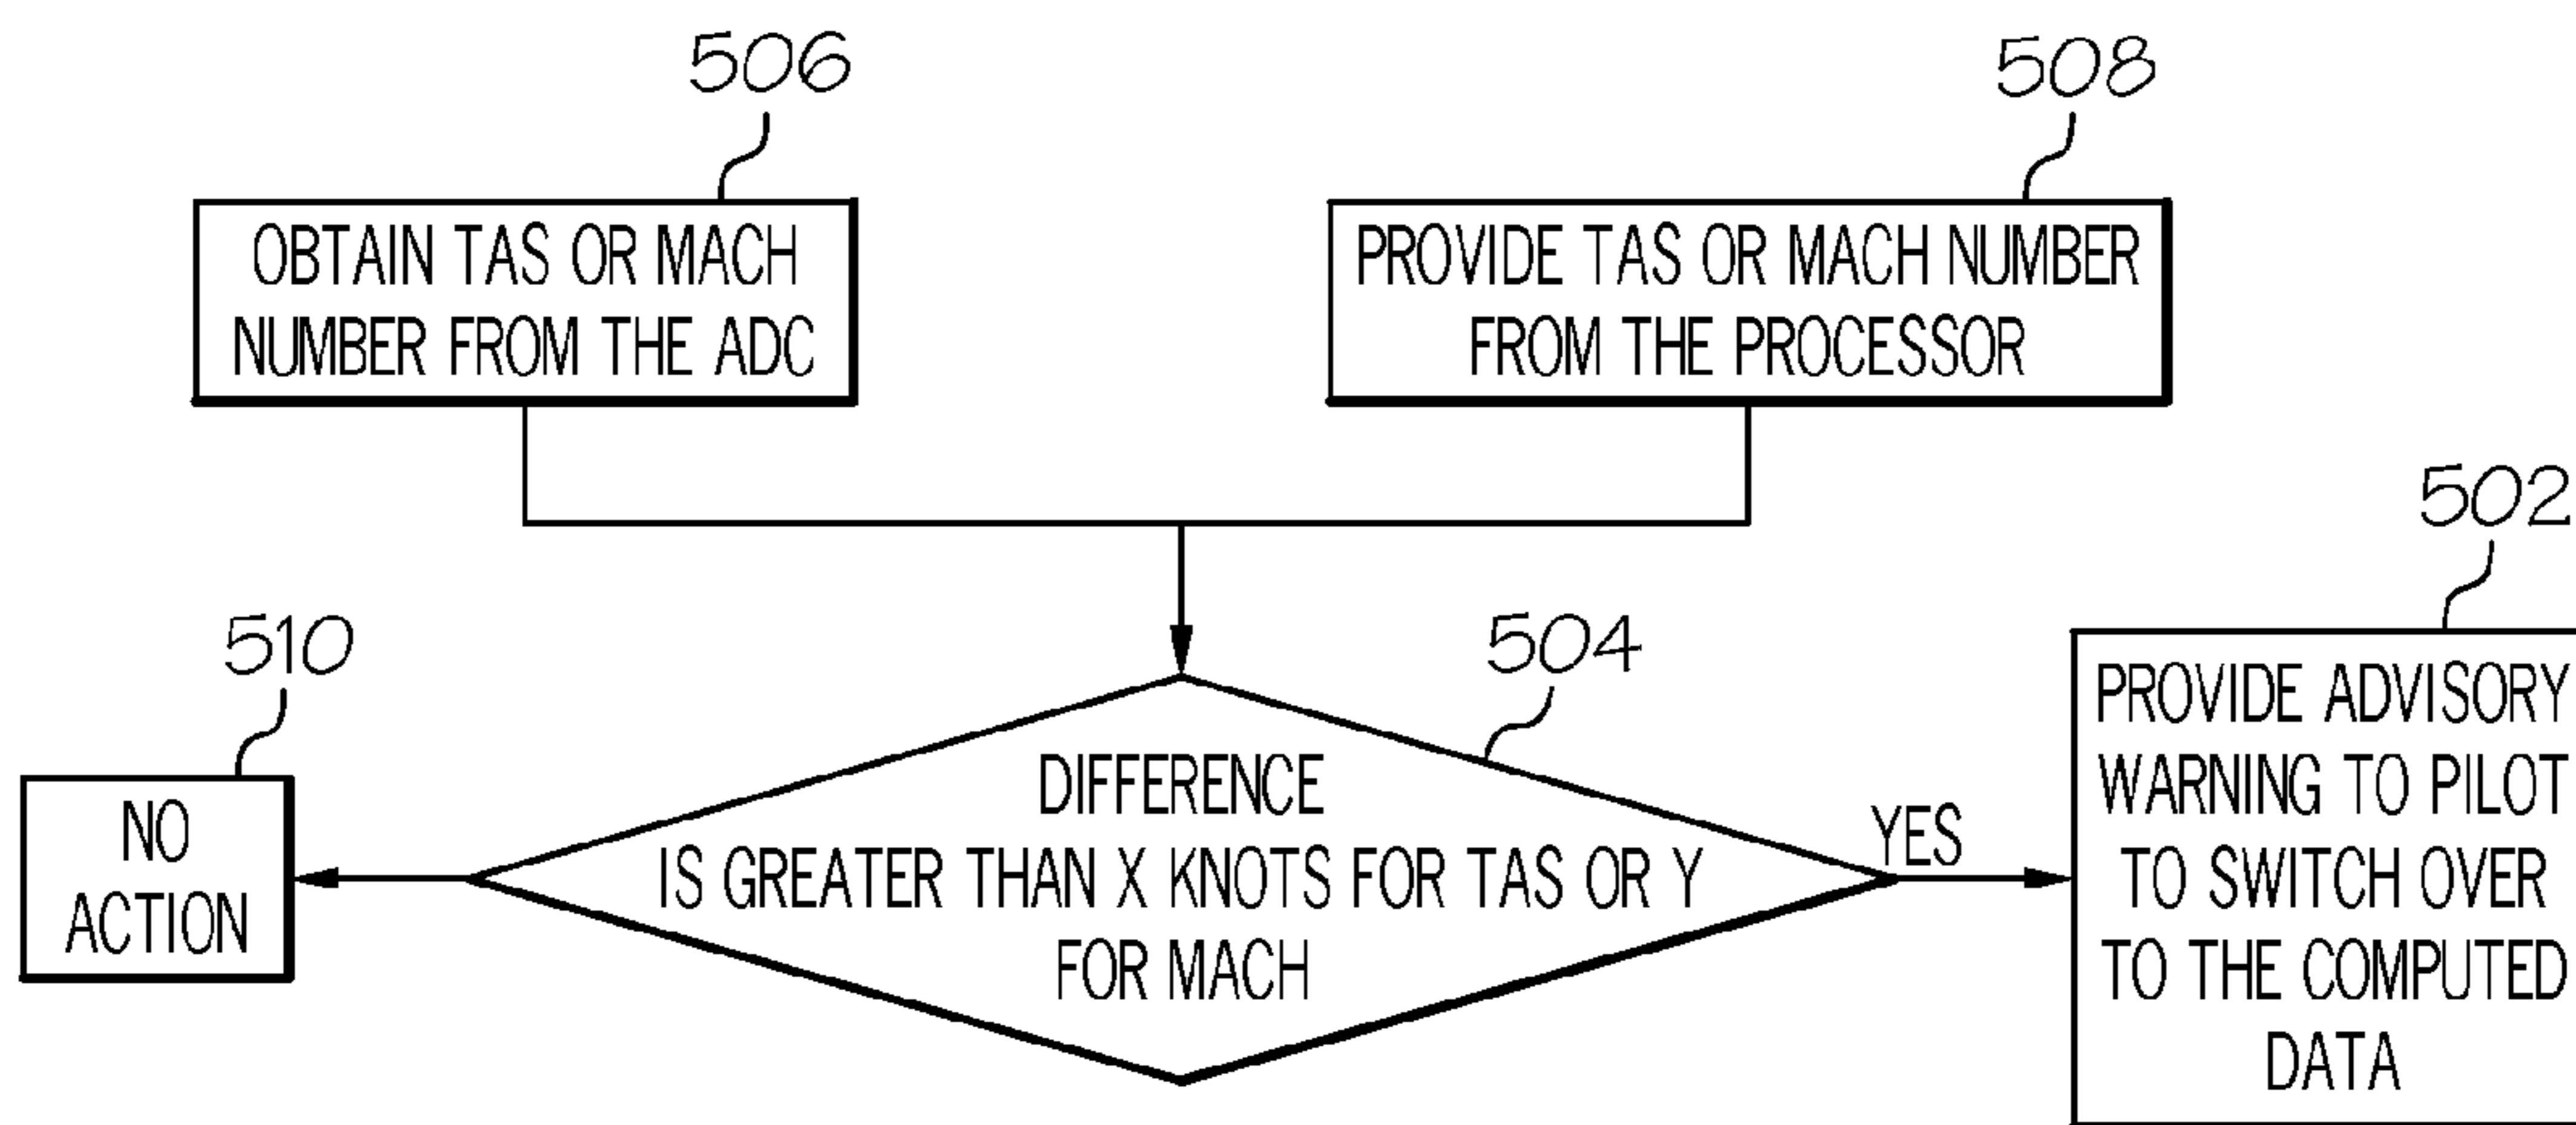 506
508
OBTAIN TAS OR MACH
NUMBER FROM THE ADC
PROVIDE TAS OR MACH NUMBER
FROM THE PROCESSOR
502
510
504
NO
ACTION
DIFFERENCE
IS GREATER THAN X KNOTS FOR TAS OR Y
FOR MACH
YES
PROVIDE ADVISORY
WARNING TO PILOT
TO SWITCH OVER
TO THE COMPUTED
DATA